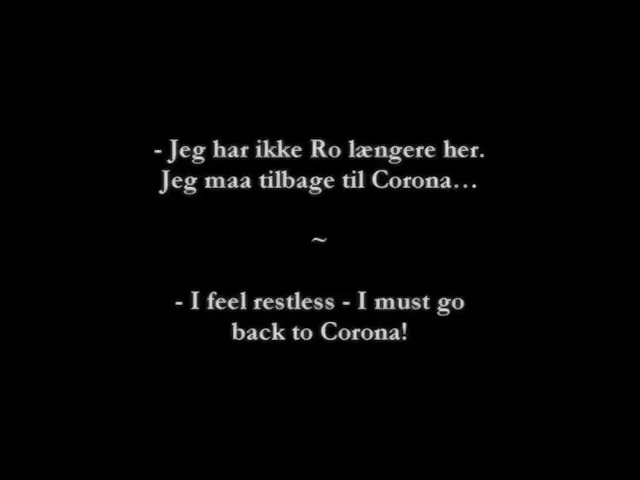 - Jeg har ikke Ro længere her.
Jeg maa tilbage til Corona...
~
- I feel restless - I must go
back to Corona!